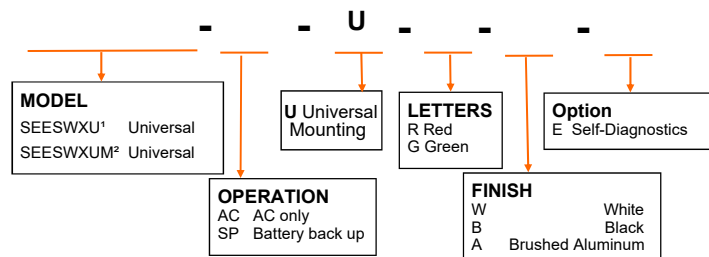 - - U - - -
MODEL
SEESWXU¹ Universal
SEESWXUM² Universal
OPERATION
AC AC only
SP Battery back up
U Universal
Mounting
LETTERS
R Red
G Green
FINISH
W White
B Black
A Brushed Aluminum
Option
E Self-Diagnostics